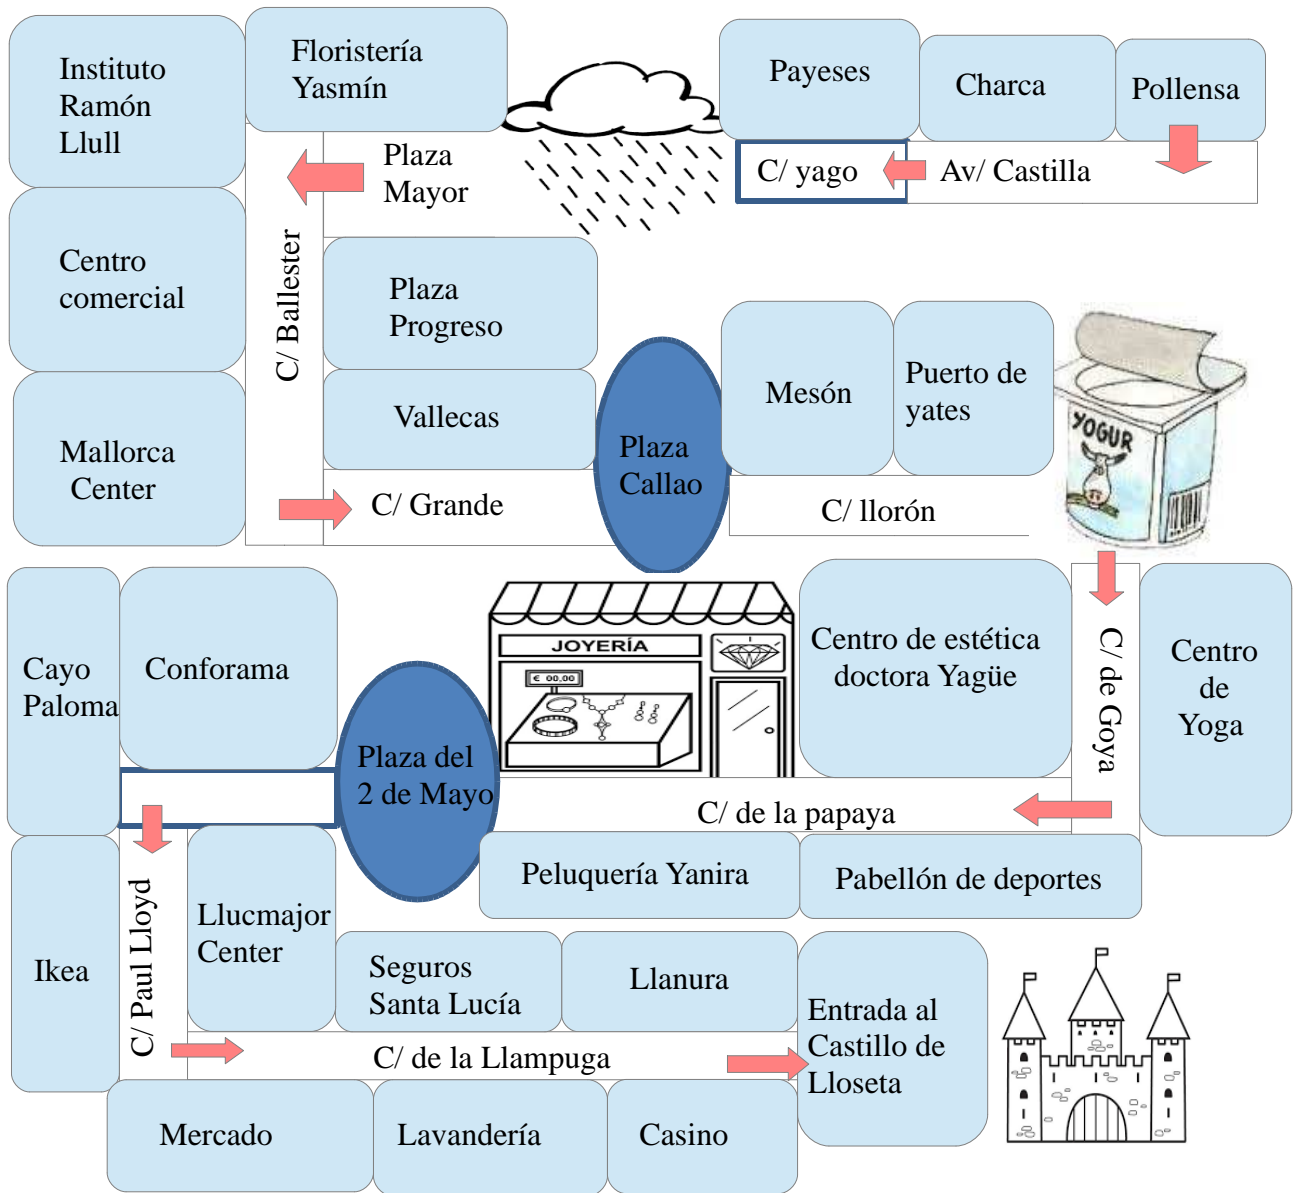 Instituto
Ramón
Llull
Floristería
Yasmín
Payeses
Charca
Pollensa
Plaza
Mayor
C/ yago
Av/ Castilla
Centro
comercial
C/ Ballester
Plaza
Progreso
Mesón
Puerto de
yates
YOGUR
Mallorca
Center
Vallecas
Plaza
Callao
C/ Grande
C/ llorón
Cayo
Paloma
Conforama
JOYERÍA
€ 00,00
Centro de estética
doctora Yagüe
C/ de Goya
Centro
de
Yoga
Plaza del
2 de Mayo
C/ de la papaya
Peluquería Yanira
Pabellón de deportes
Ikea
C/ Paul Lloyd
Llucmajor
Center
Seguros
Santa Lucía
Llanura
Entrada al
Castillo de
Lloseta
C/ de la Llampuga
Mercado
Lavandería
Casino